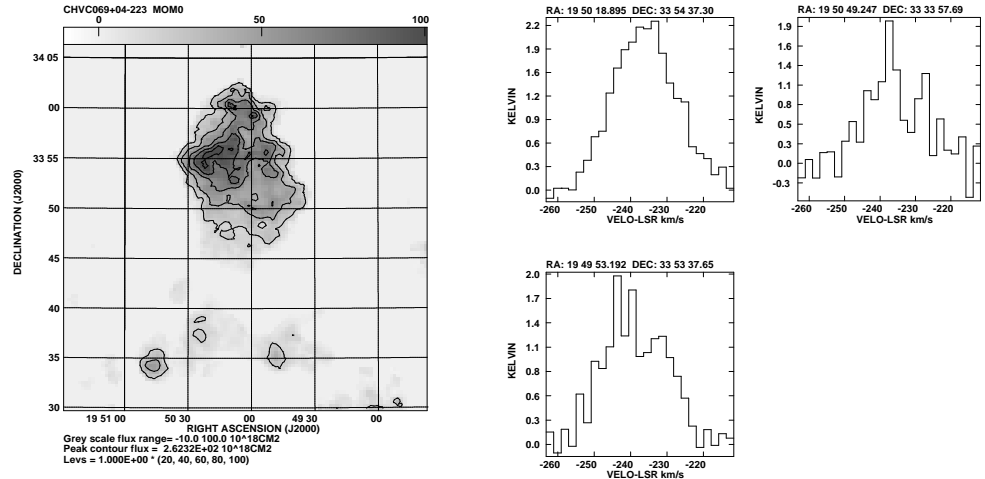 CHVC069+04-223 MOM0
0 50 100
34 05
00
33 55
50
45
40
35
30
DECLINATION (J2000)
19 51 00 50 30 00 49 30 00
RIGHT ASCENSION (J2000)
Grey scale flux range= -10.0 100.0 10^18CM2
Peak contour flux = 2.6232E+02 10^18CM2
Levs = 1.000E+00 * (20, 40, 60, 80, 100)
RA: 19 50 18.895 DEC: 33 54 37.30
2.2
1.9
1.6
1.2
0.9
0.6
0.3
0.0
KELVIN
-260 -250 -240 -230 -220
VELO-LSR km/s
RA: 19 50 49.247 DEC: 33 33 57.69
1.9
1.6
1.4
1.1
0.8
0.5
0.3
0.0
-0.3
KELVIN
-260 -250 -240 -230 -220
VELO-LSR km/s
RA: 19 49 53.192 DEC: 33 53 37.65
2.0
1.7
1.4
1.1
0.9
0.6
0.3
0.0
KELVIN
-260 -250 -240 -230 -220
VELO-LSR km/s